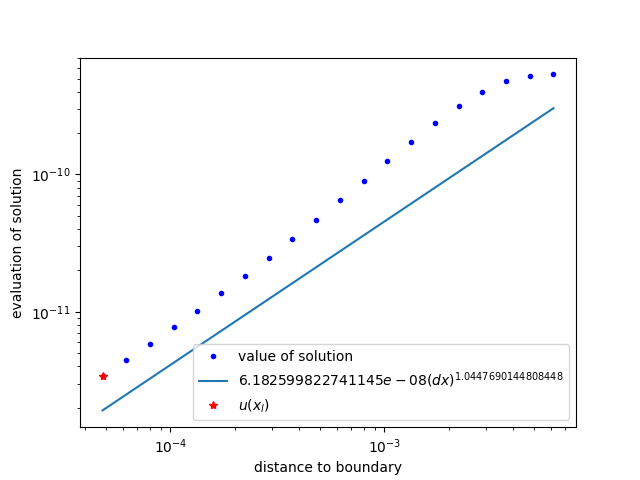 evaluation of solution
10⁻¹⁰
10⁻¹¹
value of solution
6.182599822741145e − 08(dx)^1.0447690144808448
u(x_l)
10⁻⁴ 10⁻³
distance to boundary